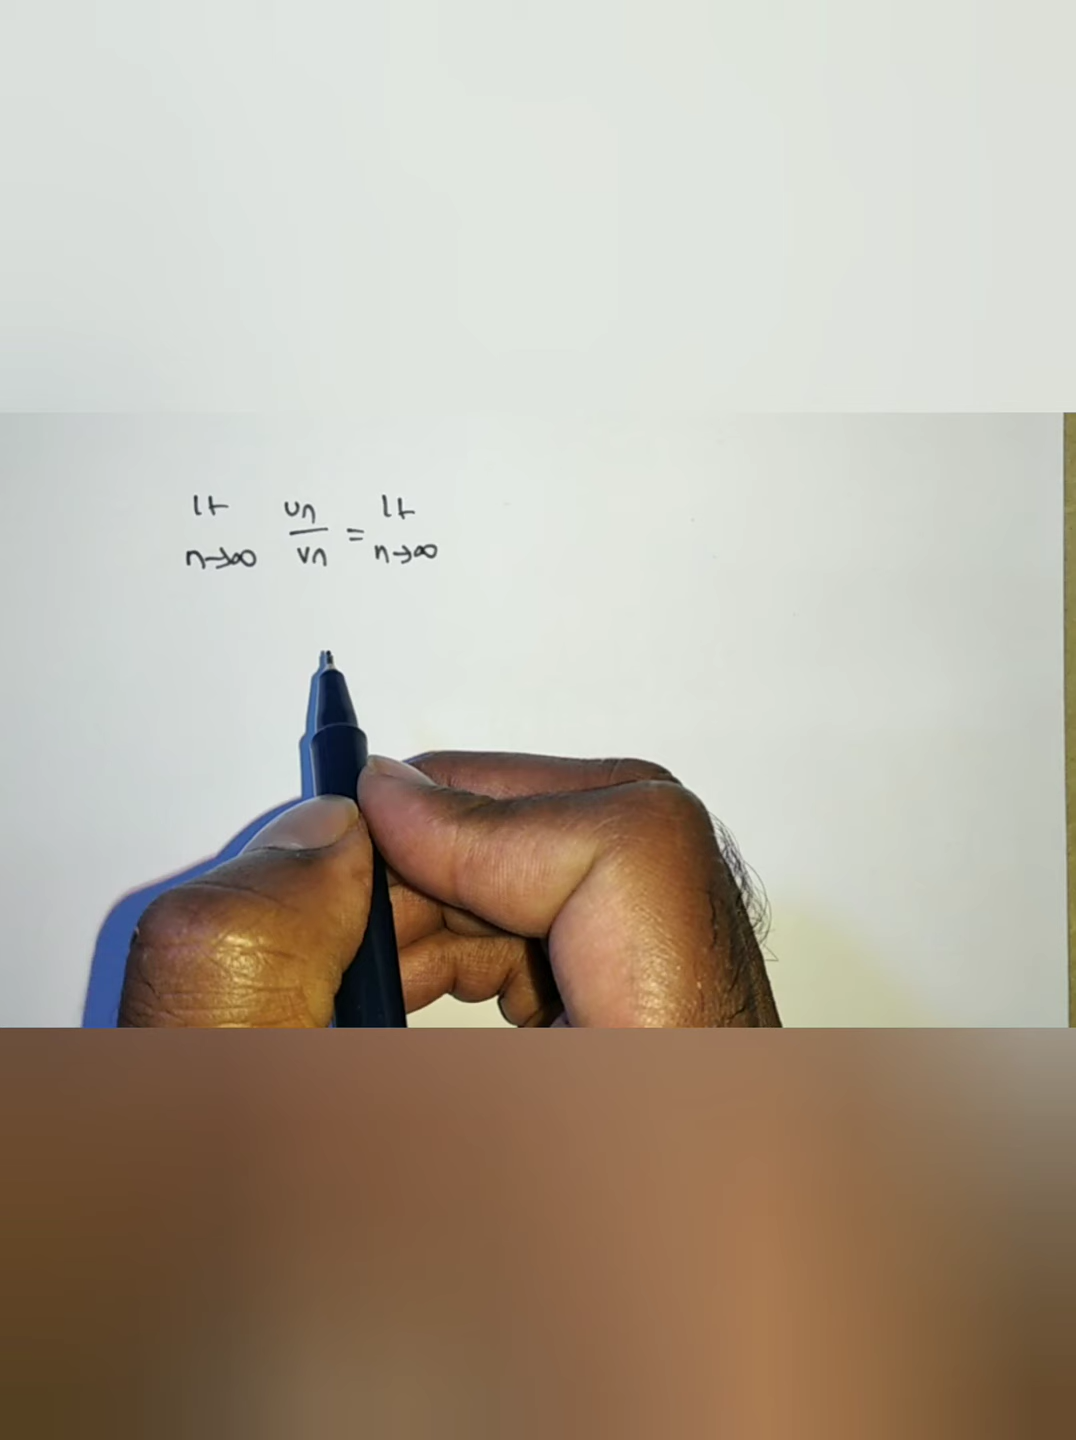 lt un/vn = lt
n→∞ n→∞